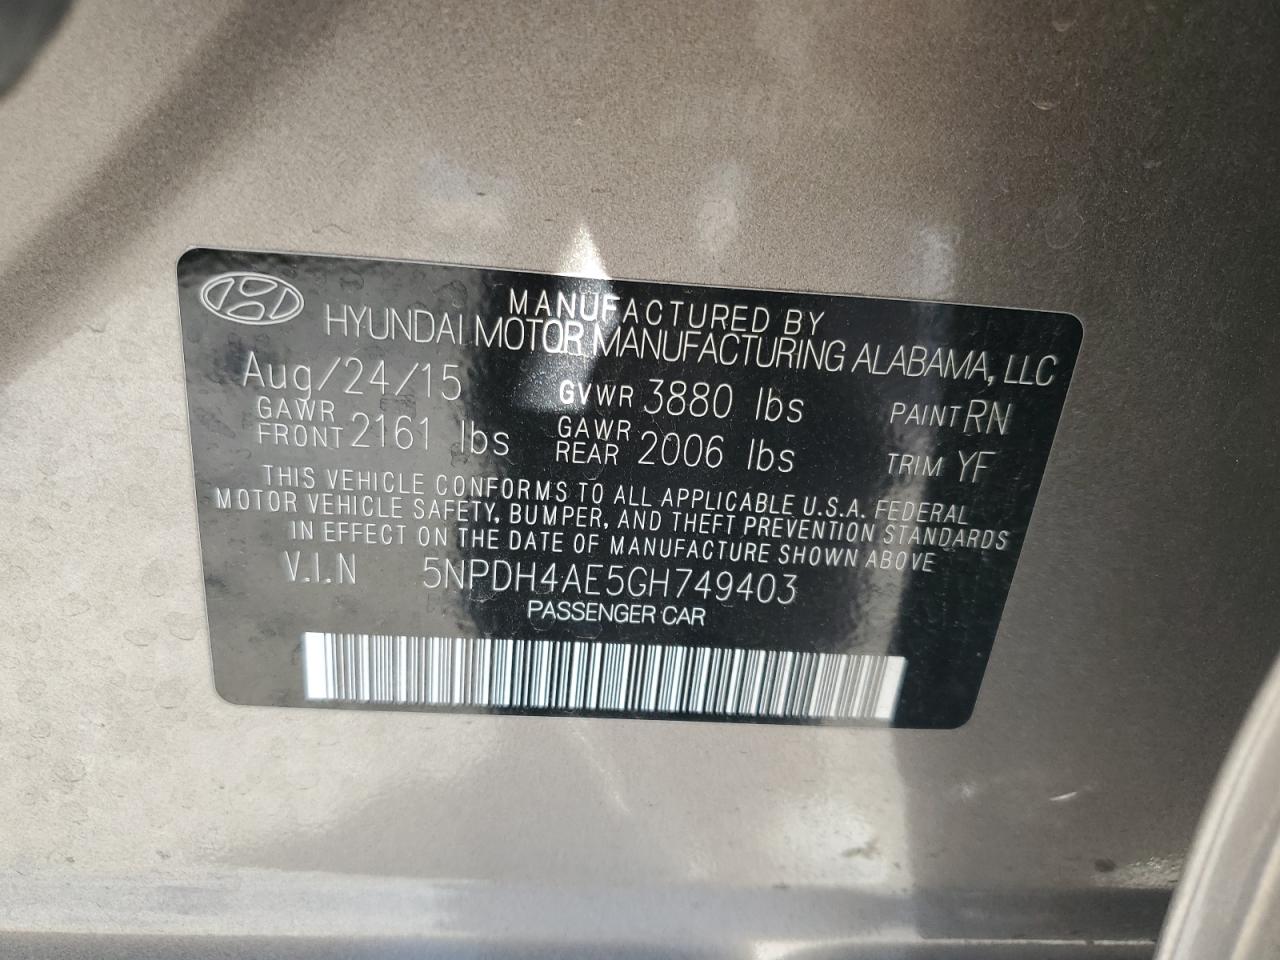 MANUFACTURED BY
HYUNDAI MOTOR MANUFACTURING ALABAMA, LLC
Aug/24/15 GVWR 3880 lbs PAINT RN
GAWR FRONT 2161 lbs GAWR REAR 2006 lbs TRIM YF
THIS VEHICLE CONFORMS TO ALL APPLICABLE U.S.A. FEDERAL
MOTOR VEHICLE SAFETY, BUMPER, AND THEFT PREVENTION STANDARDS
IN EFFECT ON THE DATE OF MANUFACTURE SHOWN ABOVE
V.I.N 5NPDH4AE5GH749403
PASSENGER CAR